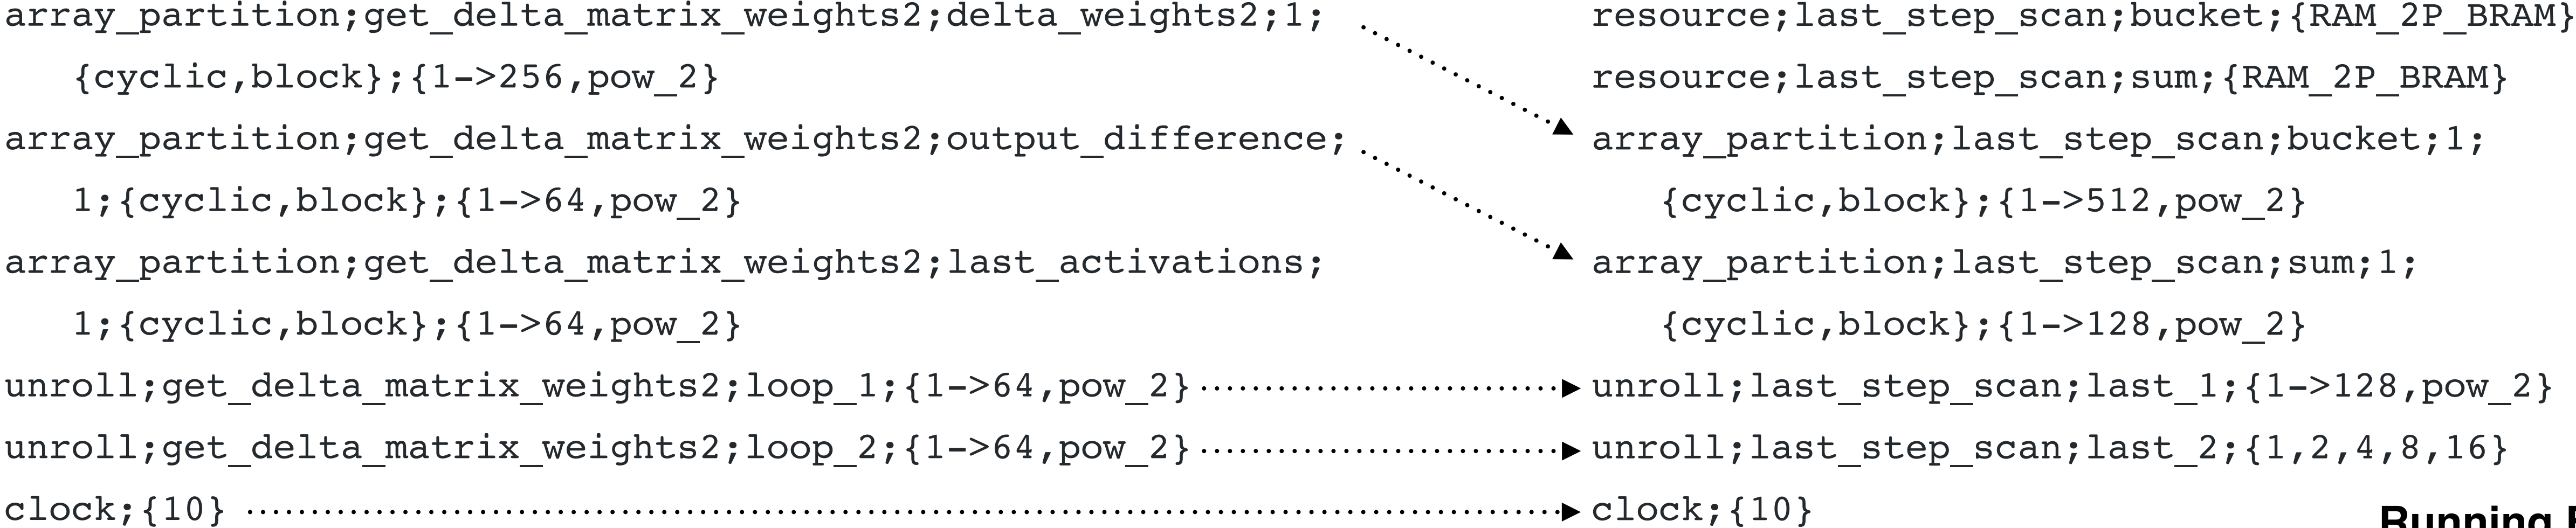 array_partition;get_delta_matrix_weights2;delta_weights2;1;
{cyclic,block};{1->256,pow_2}
array_partition;get_delta_matrix_weights2;output_difference;
1;{cyclic,block};{1->64,pow_2}
array_partition;get_delta_matrix_weights2;last_activations;
1;{cyclic,block};{1->64,pow_2}
unroll;get_delta_matrix_weights2;loop_1;{1->64,pow_2}
unroll;get_delta_matrix_weights2;loop_2;{1->64,pow_2}
clock;{10}
resource;last_step_scan;bucket;{RAM_2P_BRAM}
resource;last_step_scan;sum;{RAM_2P_BRAM}
array_partition;last_step_scan;bucket;1;
{cyclic,block};{1->512,pow_2}
array_partition;last_step_scan;sum;1;
{cyclic,block};{1->128,pow_2}
unroll;last_step_scan;last_1;{1->128,pow_2}
unroll;last_step_scan;last_2;{1,2,4,8,16}
clock;{10}
Running